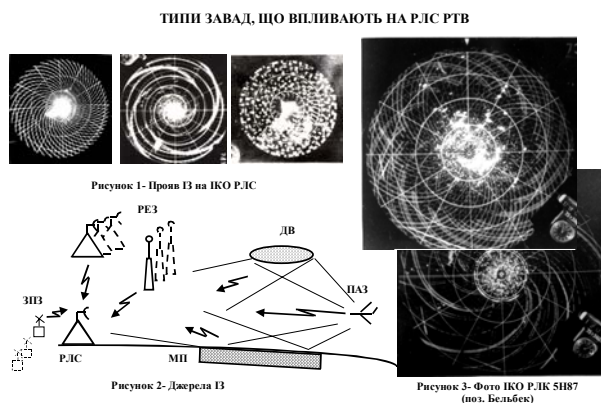 ТИПИ ЗАВАД, ЩО ВПЛИВАЮТЬ НА РЛС РТВ
Рисунок 1- Прояв ІЗ на ІКО РЛС
РЕЗ
ДВ
ЗПЗ
ПАЗ
РЛС
МП
Рисунок 2- Джерела ІЗ
Рисунок 3- Фото ІКО РЛК 5Н87
(поз. Бельбек)